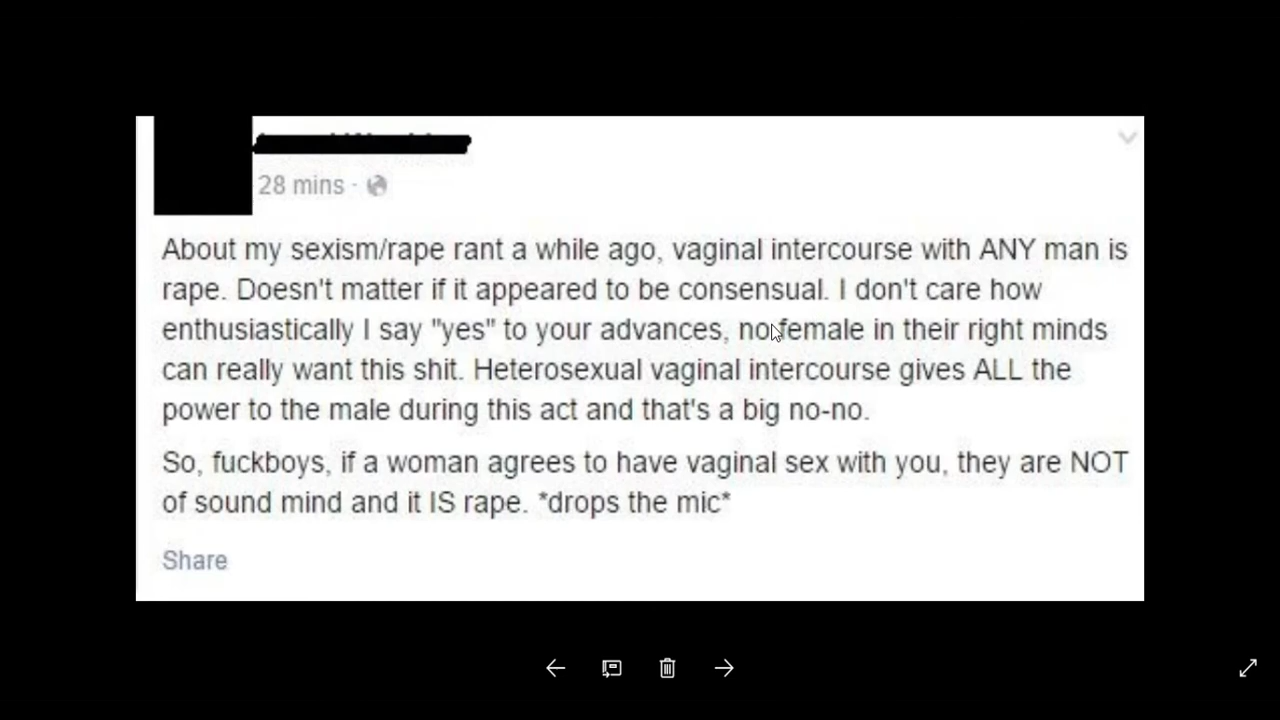 28 mins ·
About my sexism/rape rant a while ago, vaginal intercourse with ANY man is
rape. Doesn't matter if it appeared to be consensual. I don't care how
enthusiastically I say "yes" to your advances, no female in their right minds
can really want this shit. Heterosexual vaginal intercourse gives ALL the
power to the male during this act and that's a big no-no.
So, fuckboys, if a woman agrees to have vaginal sex with you, they are NOT
of sound mind and it IS rape. *drops the mic*
Share